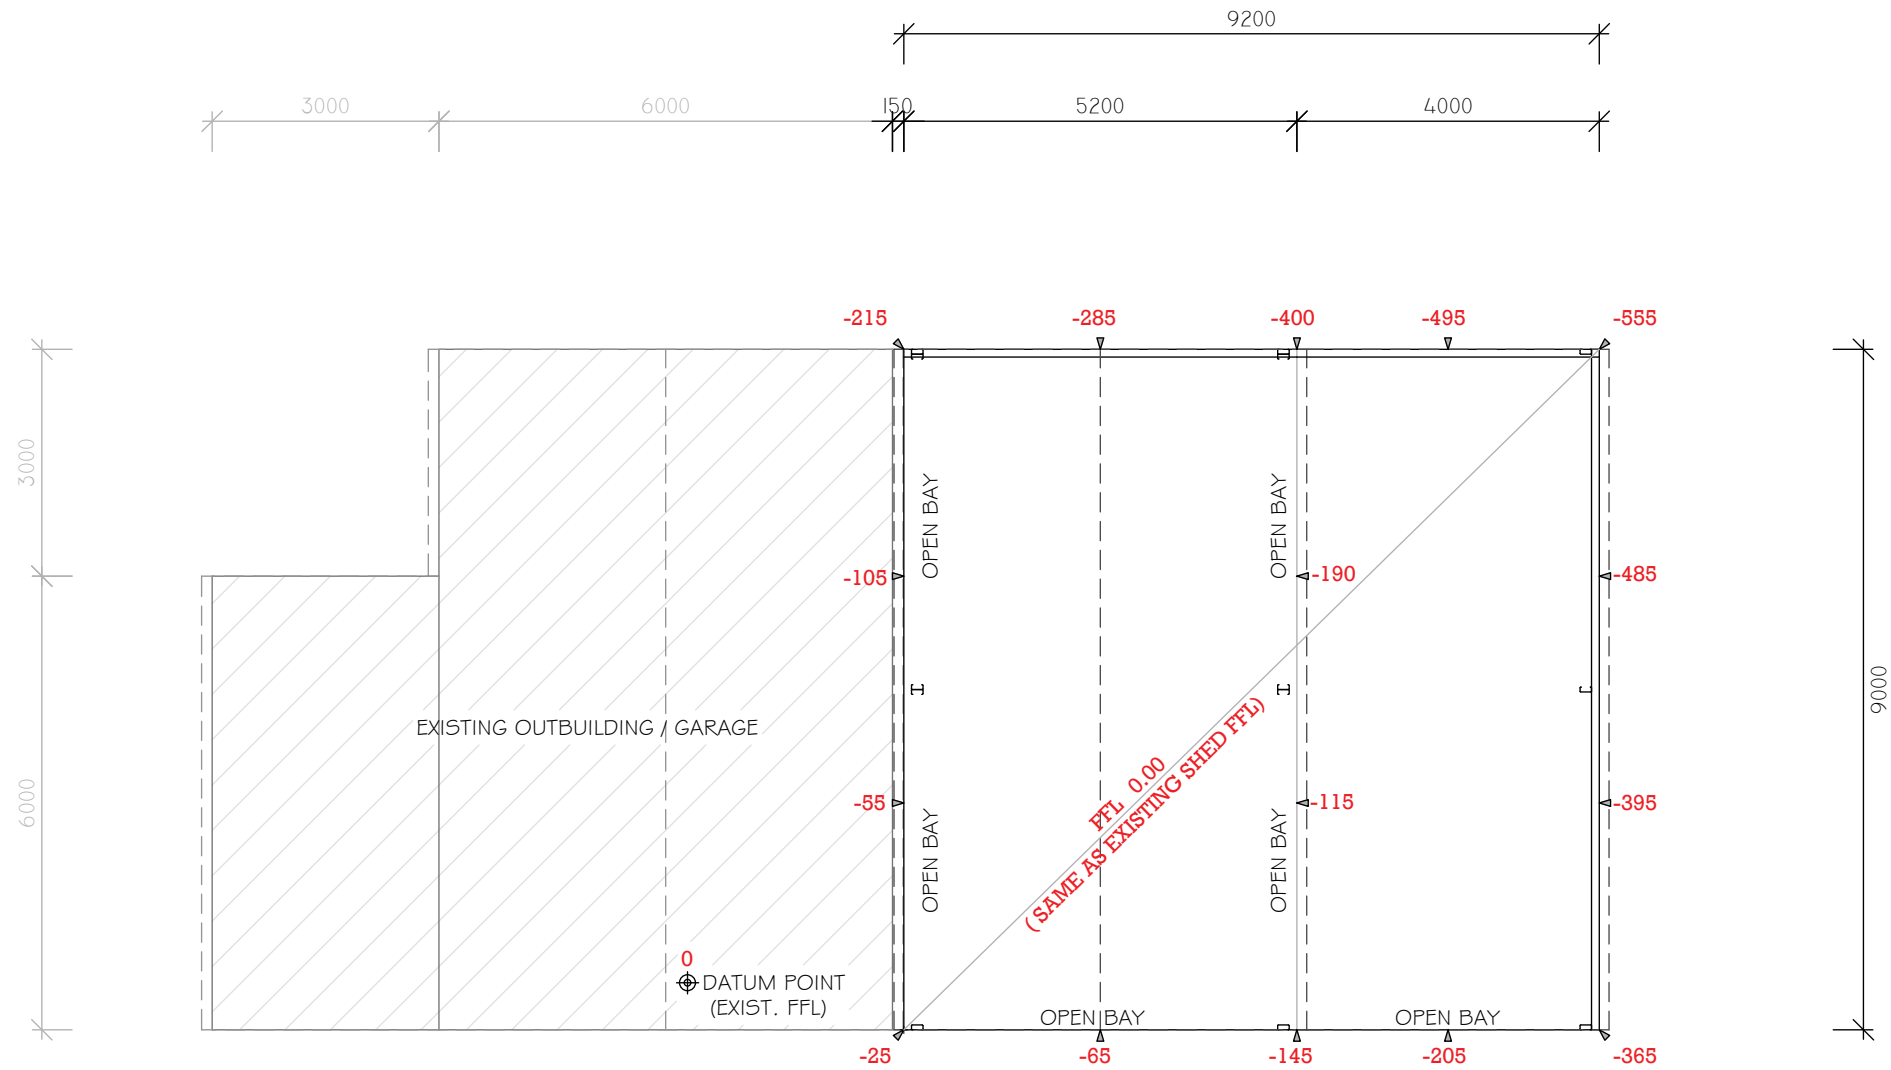 9200
3000 6000 150 5200 4000
-215 -285 -400 -495 -555
3000
OPEN BAY
OPEN BAY
-105 -190 -485
9000
EXISTING OUTBUILDING / GARAGE
6000
-55 -115 -395
FFL 0.00
( SAME AS EXISTING SHED FFL)
OPEN BAY
OPEN BAY
0
DATUM POINT
(EXIST. FFL)
OPEN BAY OPEN BAY
-25 -65 -145 -205 -365